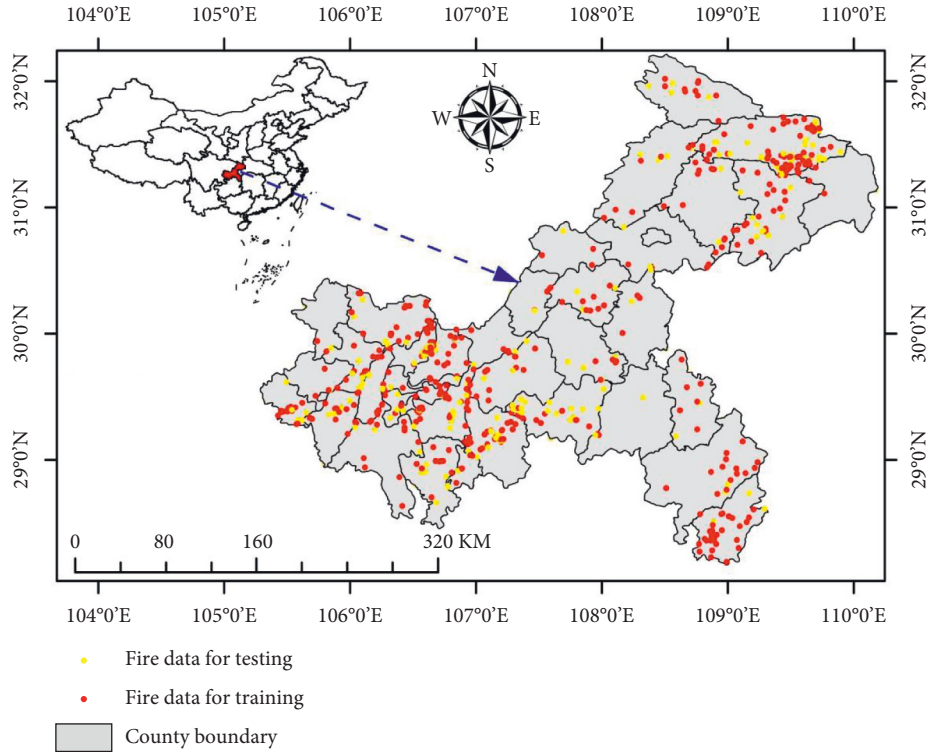 104°0'E 105°0'E 106°0'E 107°0'E 108°0'E 109°0'E 110°0'E
N
W E
S
32°0'N 32°0'N
31°0'N 31°0'N
30°0'N 30°0'N
29°0'N 29°0'N
0 80 160 320 KM
104°0'E 105°0'E 106°0'E 107°0'E 108°0'E 109°0'E 110°0'E
Fire data for testing
Fire data for training
County boundary